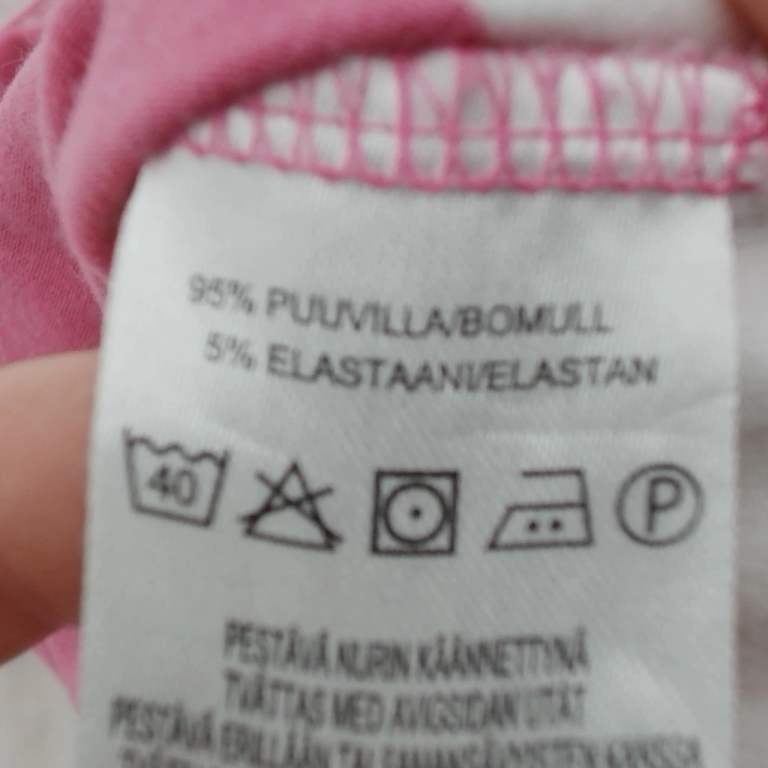 95% PUUVILLA/BOMULL
5% ELASTAANI/ELASTAN
40 P
PESTÄVÄ NURIN KÄÄNNETTYNÄ
TVÄTTAS MED AVIGSIDAN UTÅT
PESTÄVÄ ERILLÄÄN TAI SAMANSÄVYISTEN KANSSA